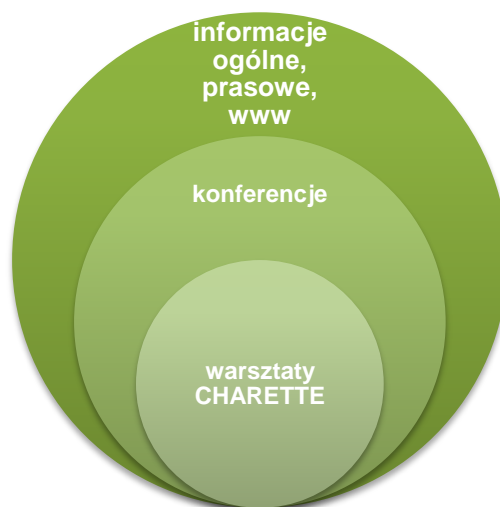 informacje
ogólne,
prasowe,
www
konferencje
warsztaty
CHARETTE